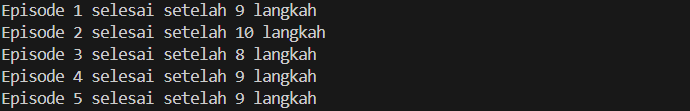 Episode 1 selesai setelah 9 langkah
Episode 2 selesai setelah 10 langkah
Episode 3 selesai setelah 8 langkah
Episode 4 selesai setelah 9 langkah
Episode 5 selesai setelah 9 langkah